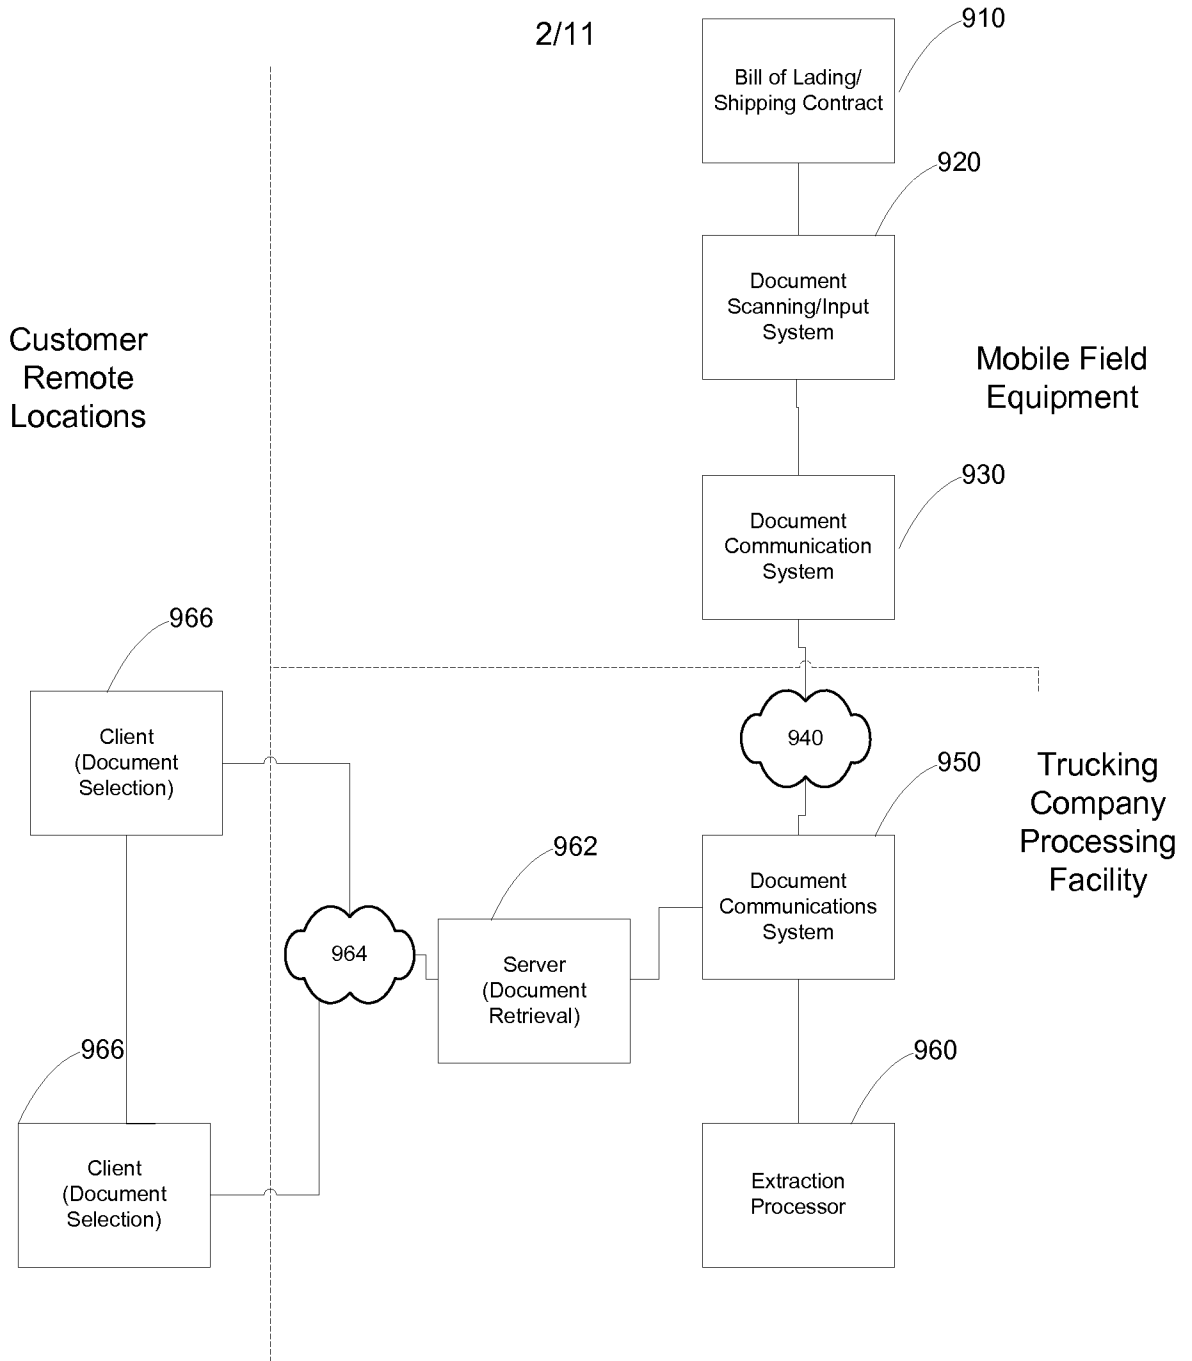 2/11
910
Bill of Lading/
Shipping Contract
920
Document
Scanning/Input
System
Customer
Remote
Locations
Mobile Field
Equipment
930
Document
Communication
System
966
Client
(Document
Selection)
940
950
Trucking
Company
Processing
Facility
962
Document
Communications
System
964
Server
(Document
Retrieval)
966
960
Client
(Document
Selection)
Extraction
Processor